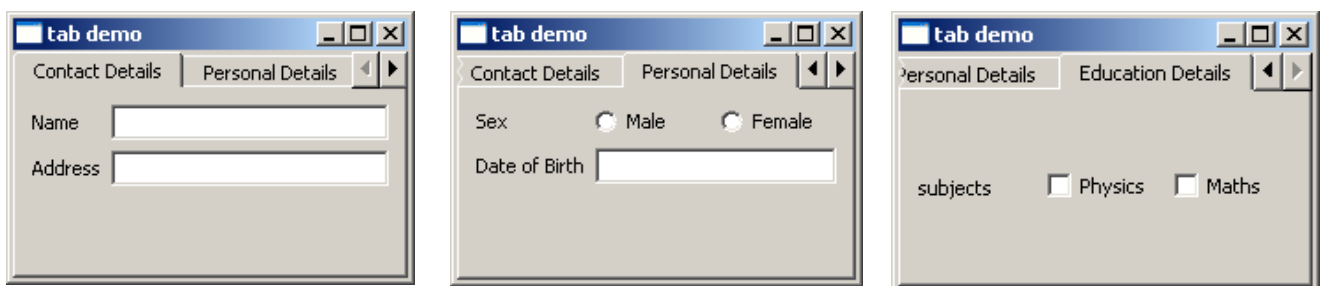 tab demo
Contact Details Personal Details
Name
Address
tab demo
Contact Details Personal Details
Sex Male Female
Date of Birth
tab demo
Personal Details Education Details
subjects Physics Maths